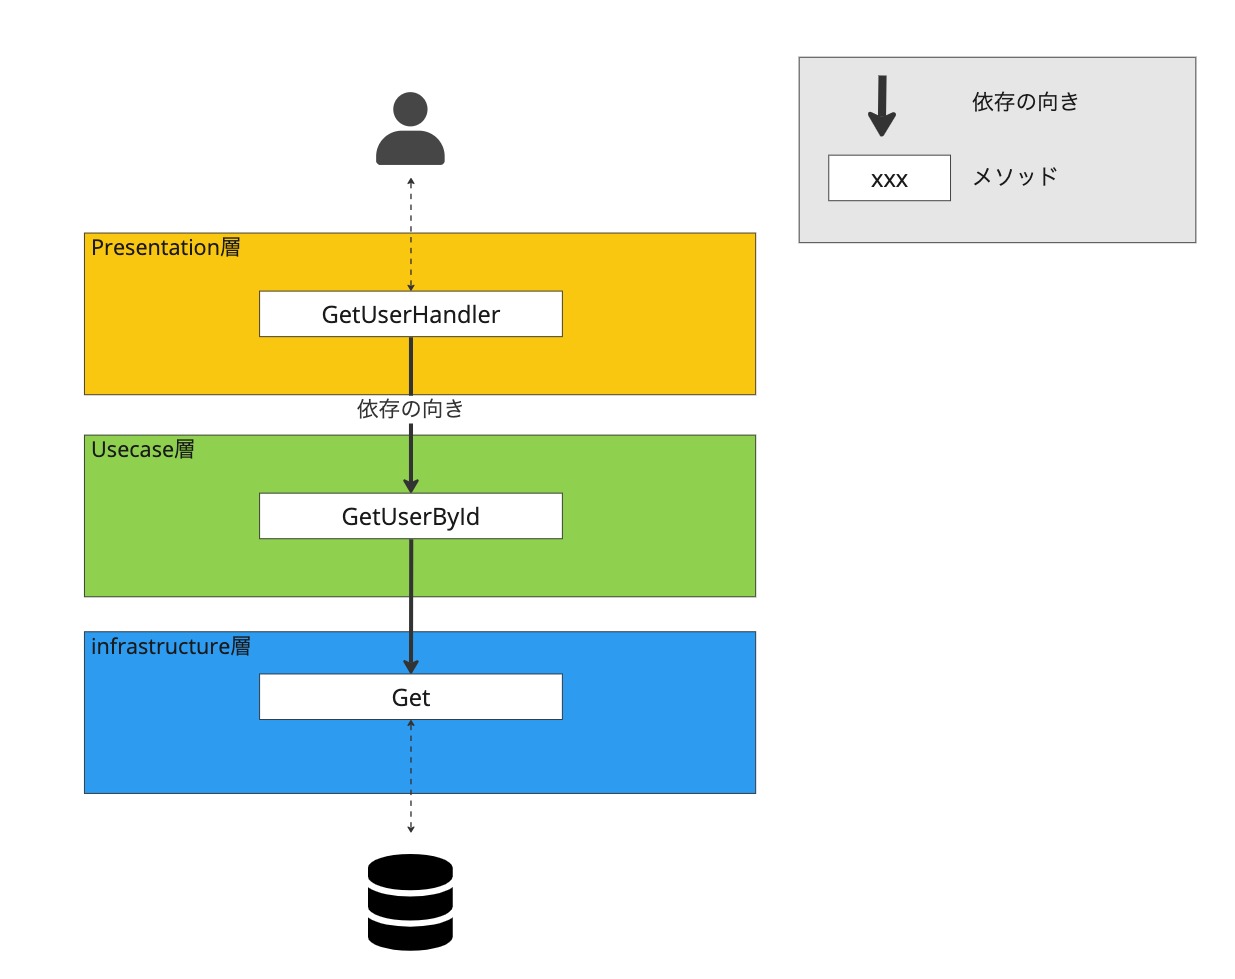 依存の向き
xxx
メソッド
Presentation層
GetUserHandler
依存の向き
Usecase層
GetUserById
infrastructure層
Get